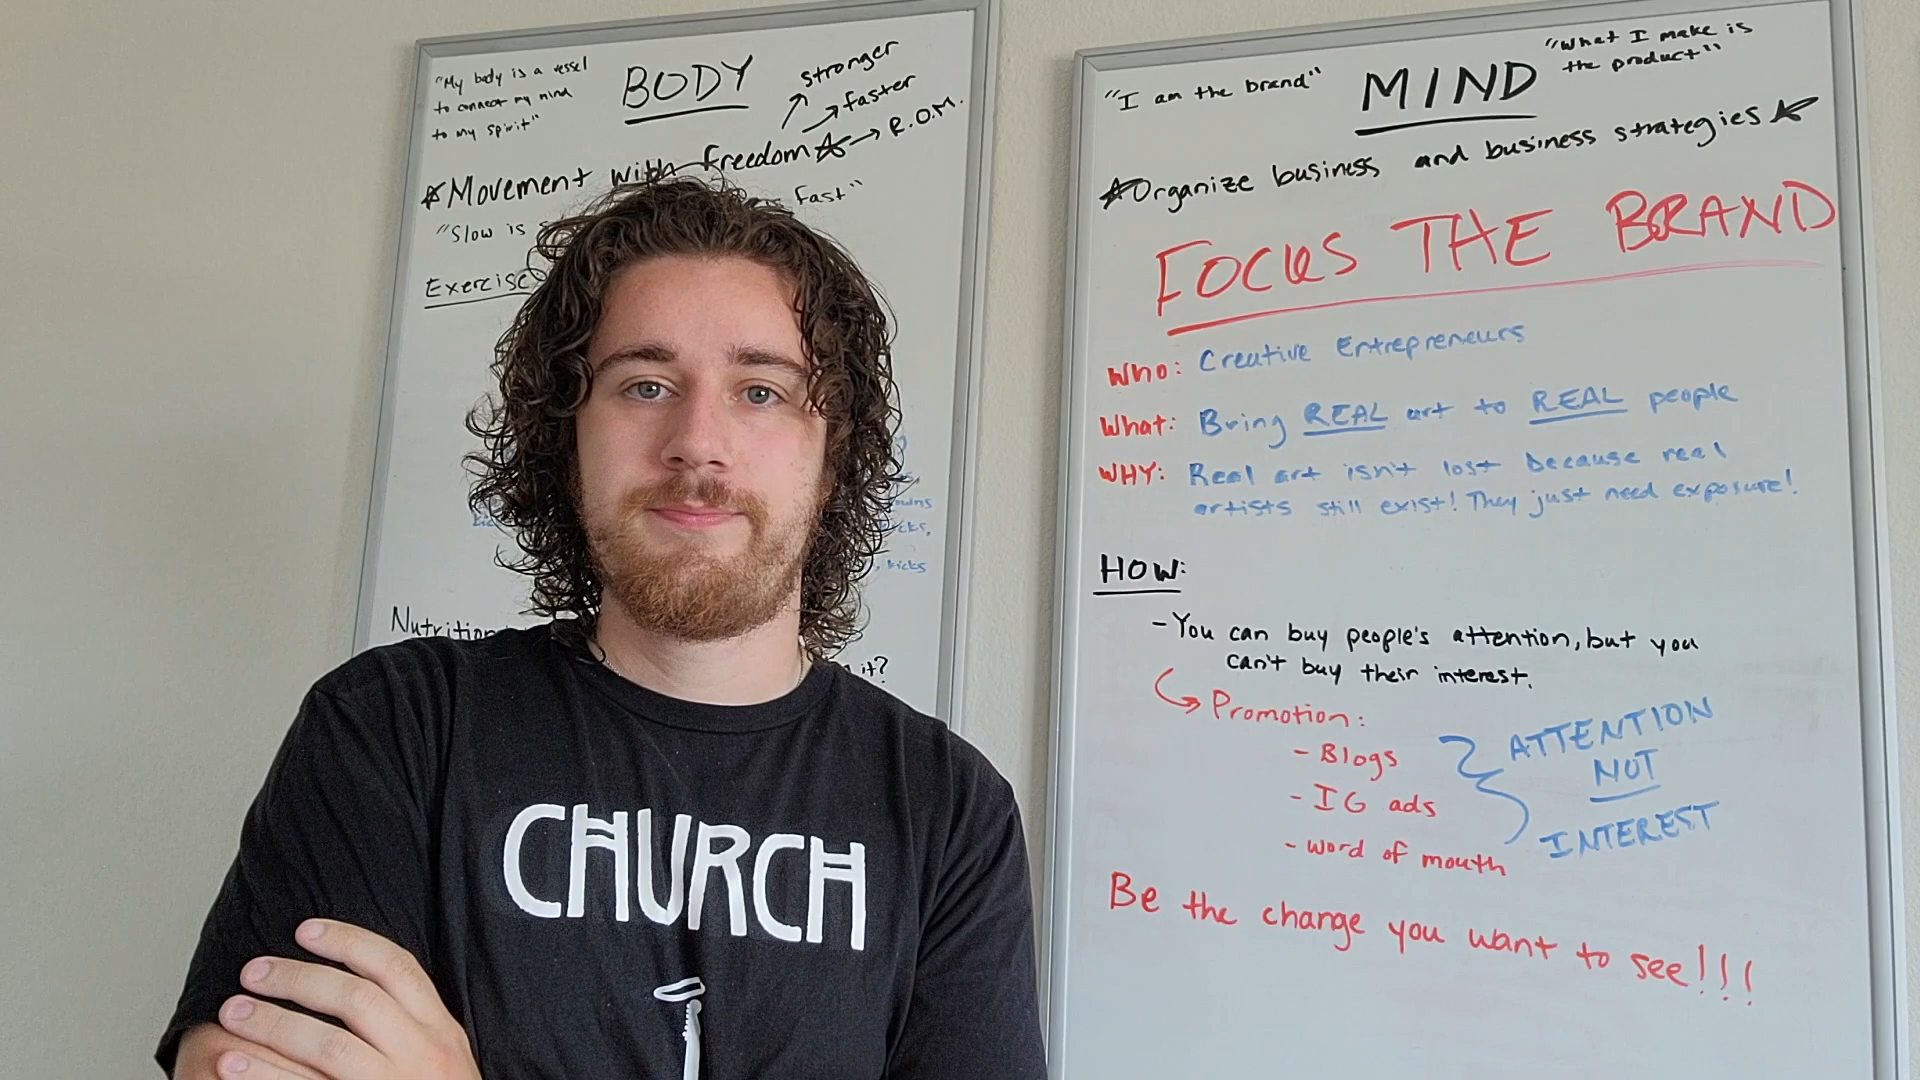 "My body is a vessel
to connect my mind
to my spirit"
BODY
stronger
faster
R.O.M.
Movement with freedom
"Slow is
fast"
Exercise
owns
kicks
Nutrition
it?
"I am the brand"
MIND
"What I make is
the product"
Organize business and business strategies
FOCUS THE BRAND
Who: Creative Entrepreneurs
What: Bring REAL art to REAL people
WHY: Real art isn't lost because real
artists still exist! They just need exposure!
HOW:
- You can buy people's attention, but you
can't buy their interest.
Promotion:
- Blogs
- IG ads
- word of mouth
ATTENTION
NOT
INTEREST
Be the change you want to see!!!
CHURCH